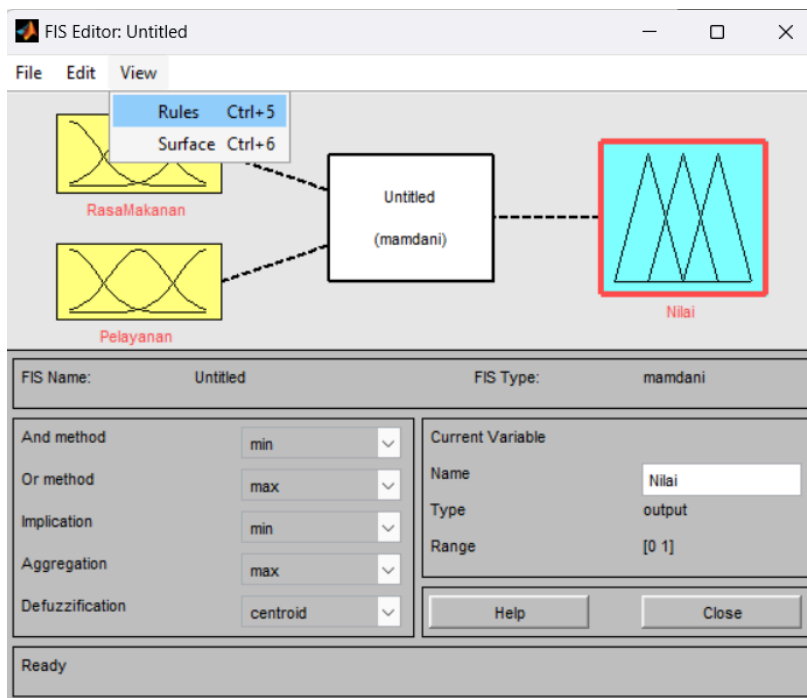 FIS Editor: Untitled
File Edit View
Rules Ctrl+5
Surface Ctrl+6
RasaMakanan
Untitled
(mamdani)
Nilai
Pelayanan
FIS Name: Untitled FIS Type: mamdani
And method min
Or method max
Implication min
Aggregation max
Defuzzification centroid
Current Variable
Name Nilai
Type output
Range [0 1]
Help Close
Ready